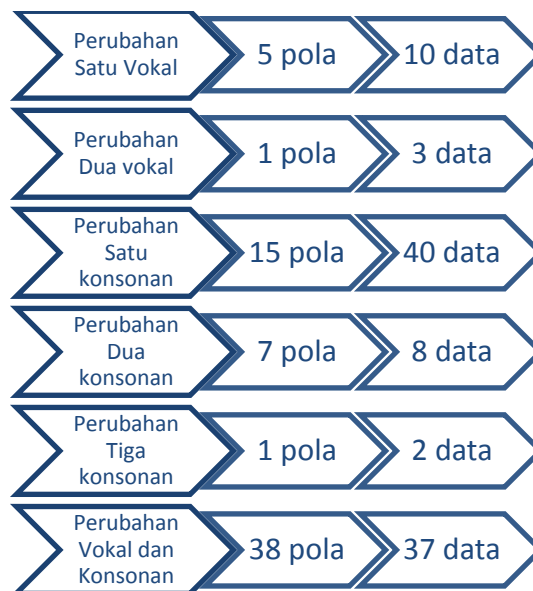 Perubahan
Satu Vokal
5 pola
10 data
Perubahan
Dua vokal
1 pola
3 data
Perubahan
Satu
konsonan
15 pola
40 data
Perubahan
Dua
konsonan
7 pola
8 data
Perubahan
Tiga
konsonan
1 pola
2 data
Perubahan
Vokal dan
Konsonan
38 pola
37 data